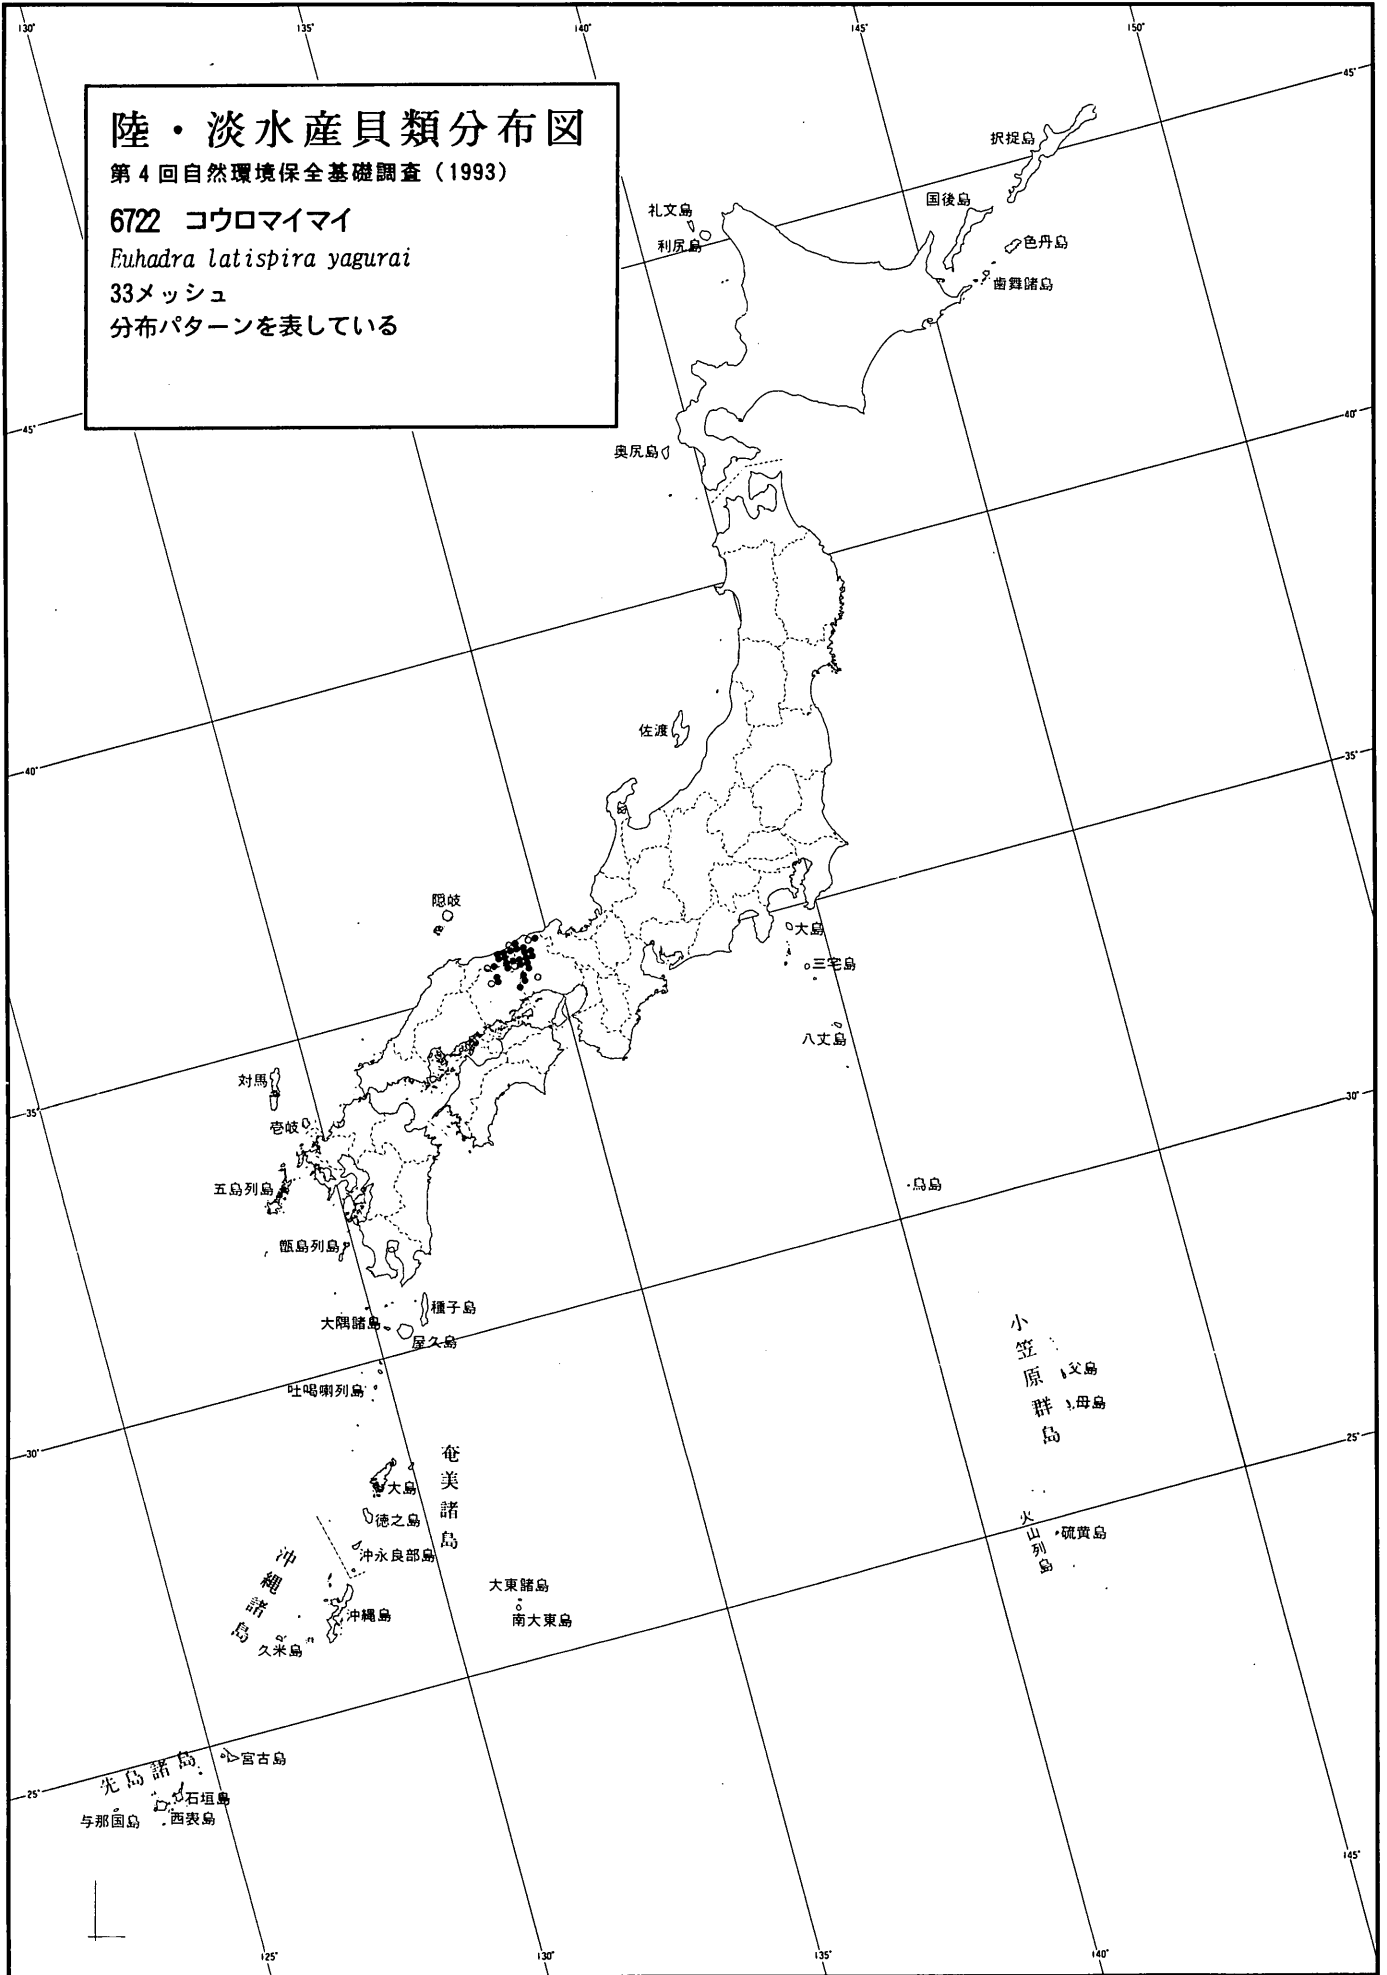 130°
135°
140°
145°
150°
陸・淡水産貝類分布図
第4回自然環境保全基礎調査（1993）
6722 コウロマイマイ
Euhadra latispira yagurai
33メッシュ
分布パターンを表している
45°
択捉島
国後島
色丹島
歯舞諸島
礼文島
利尻島
45°
40°
奥尻島
佐渡
40°
35°
隠岐
大島
三宅島
八丈島
対馬
35°
壱岐
30°
五島列島
鳥島
甑島列島
種子島
大隅諸島
屋久島
吐噶喇列島
小笠原群島
父島
母島
30°
25°
奄美諸島
大島
徳之島
沖永良部島
火山列島
硫黄島
沖縄諸島
大東諸島
南大東島
沖縄島
久米島
先島諸島
宮古島
25°
石垣島
与那国島
西表島
145°
125°
130°
135°
140°